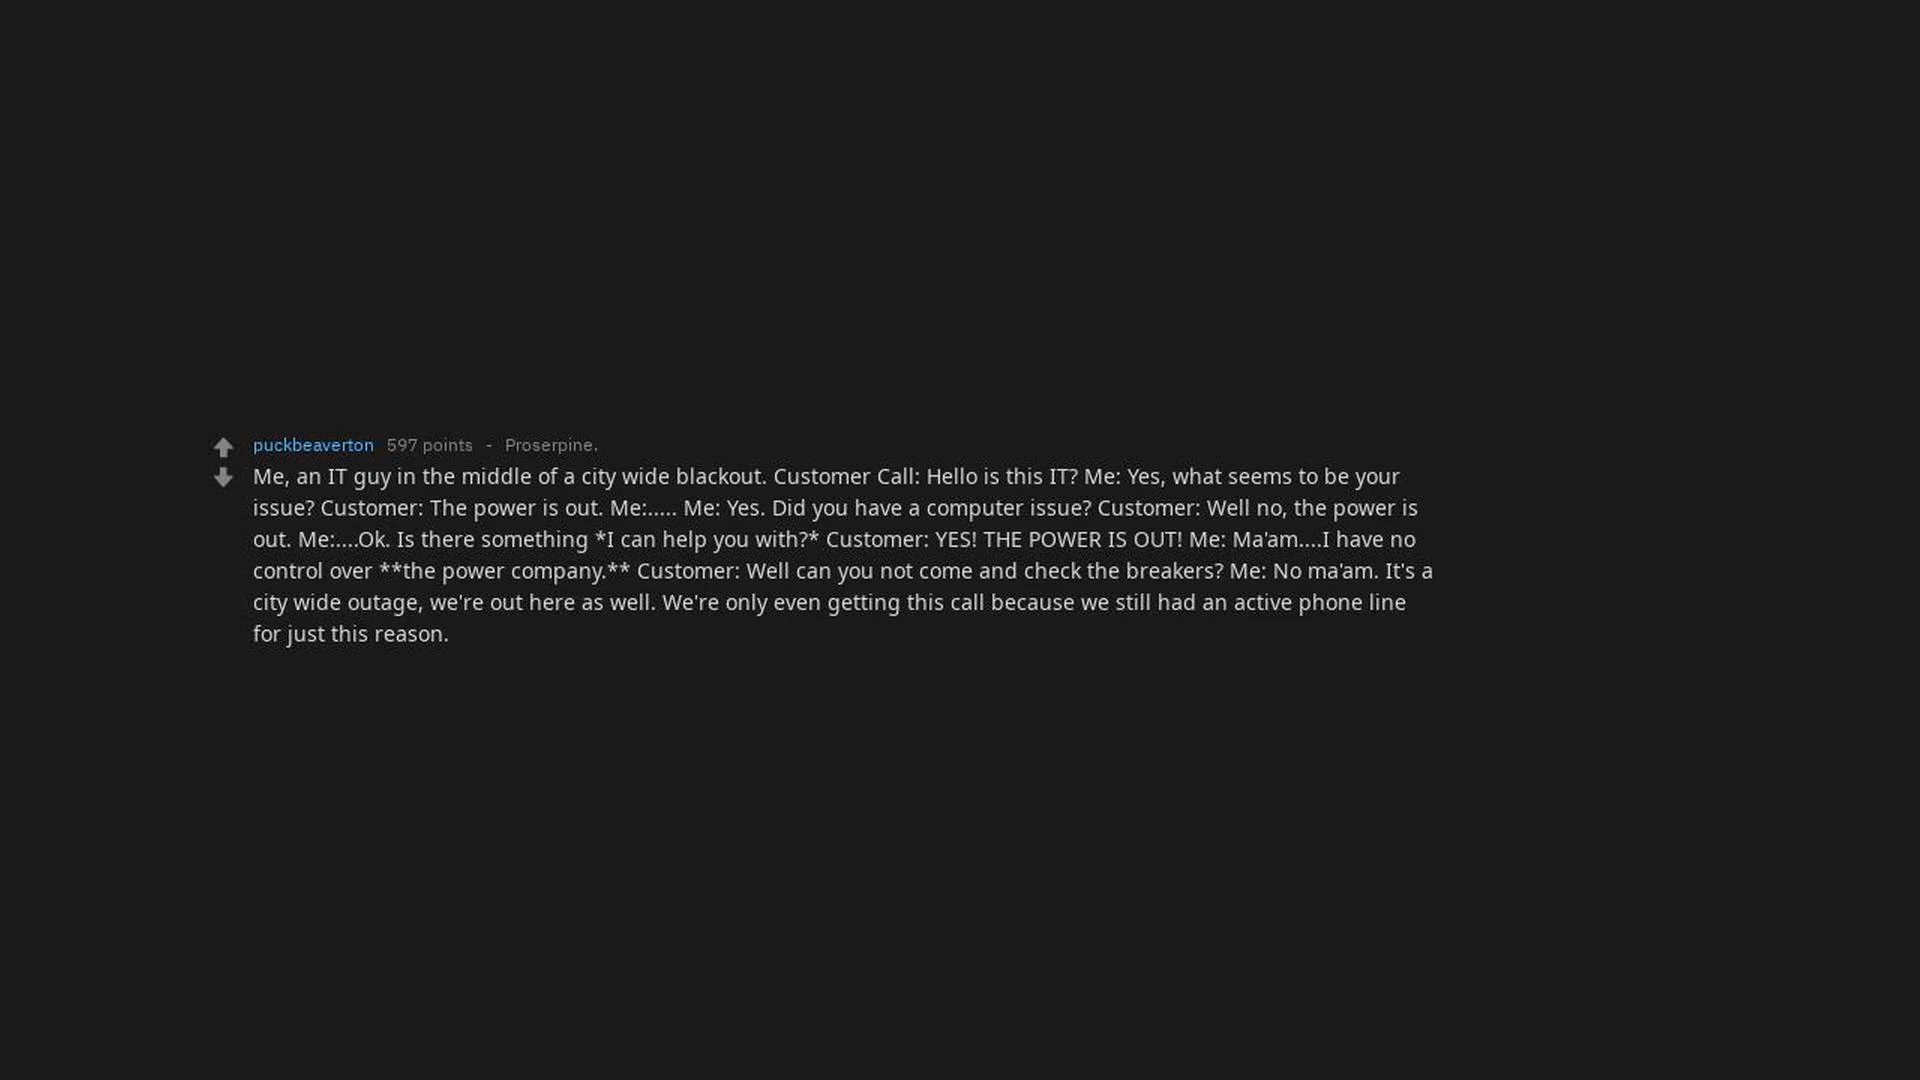 puckbeaverton 597 points - Proserpine.
Me, an IT guy in the middle of a city wide blackout. Customer Call: Hello is this IT? Me: Yes, what seems to be your
issue? Customer: The power is out. Me:..... Me: Yes. Did you have a computer issue? Customer: Well no, the power is
out. Me:....Ok. Is there something *I can help you with?* Customer: YES! THE POWER IS OUT! Me: Ma'am....I have no
control over **the power company.** Customer: Well can you not come and check the breakers? Me: No ma'am. It's a
city wide outage, we're out here as well. We're only even getting this call because we still had an active phone line
for just this reason.